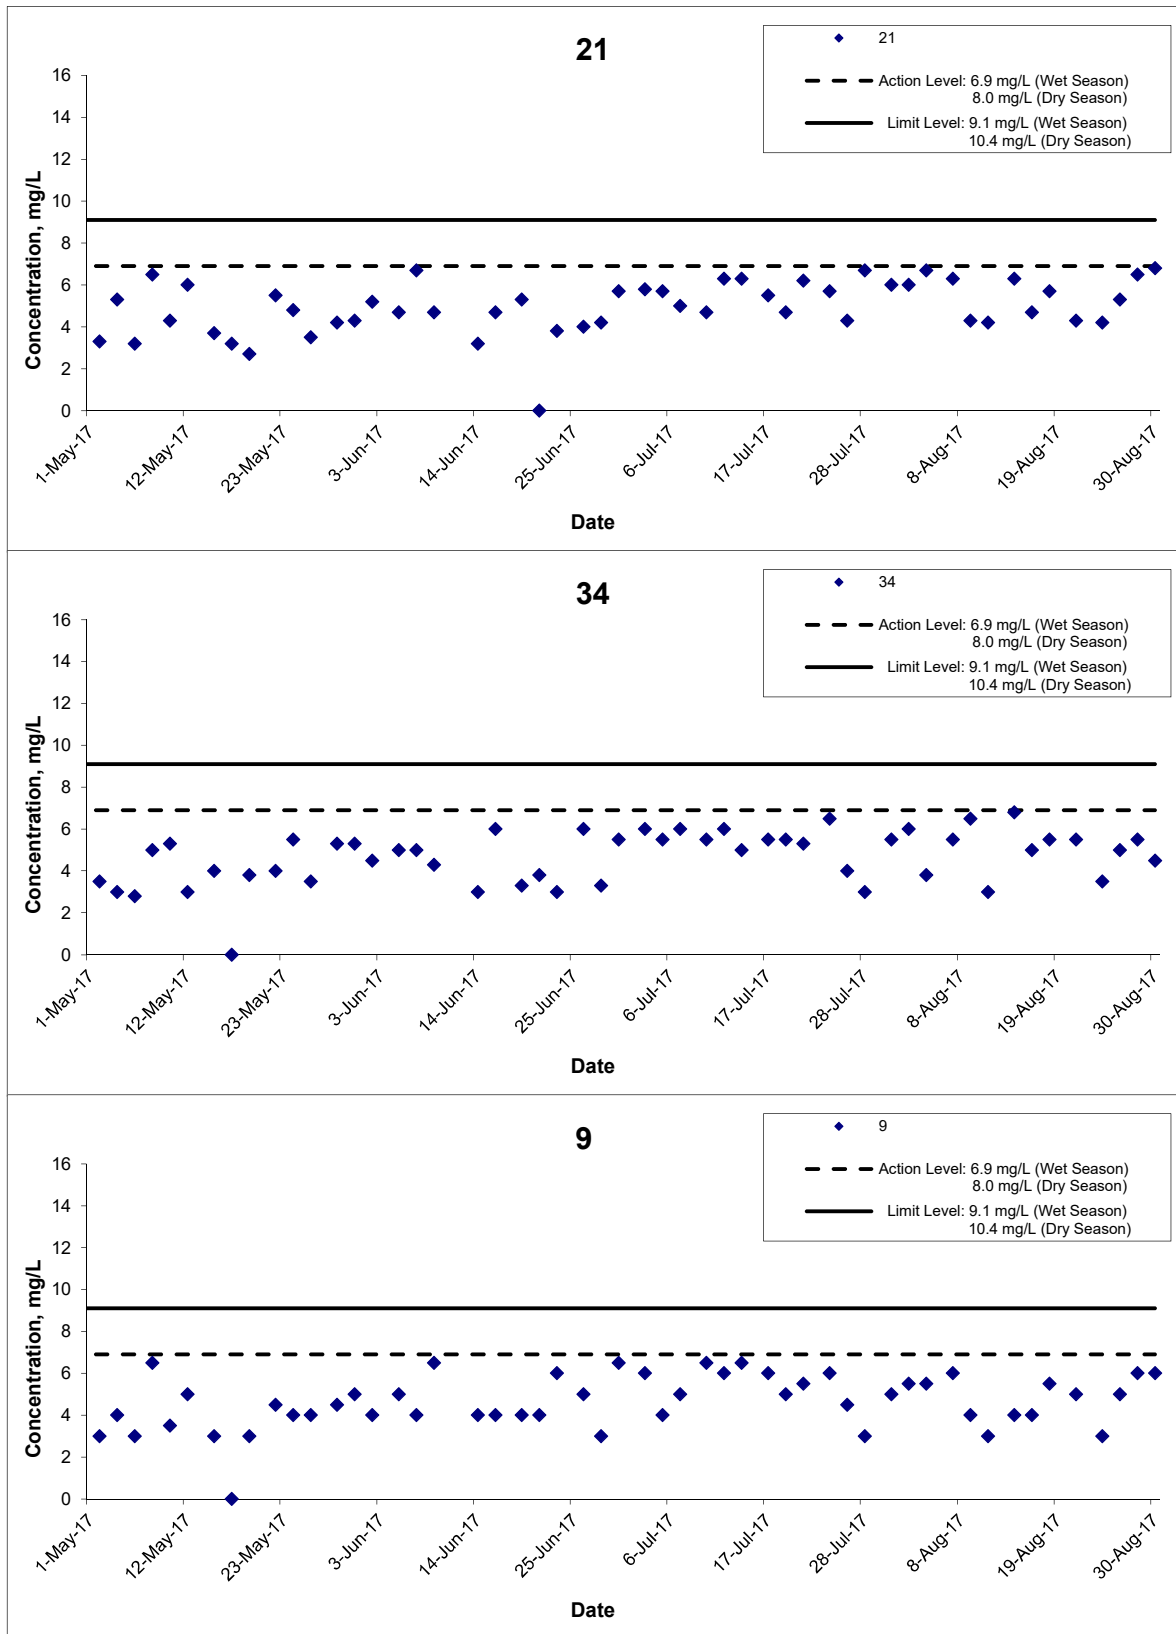 21
21
Action Level: 6.9 mg/L (Wet Season)
8.0 mg/L (Dry Season)
Limit Level: 9.1 mg/L (Wet Season)
10.4 mg/L (Dry Season)
Concentration, mg/L
16
14
12
10
8
6
4
2
0
1-May-17
12-May-17
23-May-17
3-Jun-17
14-Jun-17
25-Jun-17
6-Jul-17
17-Jul-17
28-Jul-17
8-Aug-17
19-Aug-17
30-Aug-17
Date
34
34
Action Level: 6.9 mg/L (Wet Season)
8.0 mg/L (Dry Season)
Limit Level: 9.1 mg/L (Wet Season)
10.4 mg/L (Dry Season)
Concentration, mg/L
16
14
12
10
8
6
4
2
0
1-May-17
12-May-17
23-May-17
3-Jun-17
14-Jun-17
25-Jun-17
6-Jul-17
17-Jul-17
28-Jul-17
8-Aug-17
19-Aug-17
30-Aug-17
Date
9
9
Action Level: 6.9 mg/L (Wet Season)
8.0 mg/L (Dry Season)
Limit Level: 9.1 mg/L (Wet Season)
10.4 mg/L (Dry Season)
Concentration, mg/L
16
14
12
10
8
6
4
2
0
1-May-17
12-May-17
23-May-17
3-Jun-17
14-Jun-17
25-Jun-17
6-Jul-17
17-Jul-17
28-Jul-17
8-Aug-17
19-Aug-17
30-Aug-17
Date